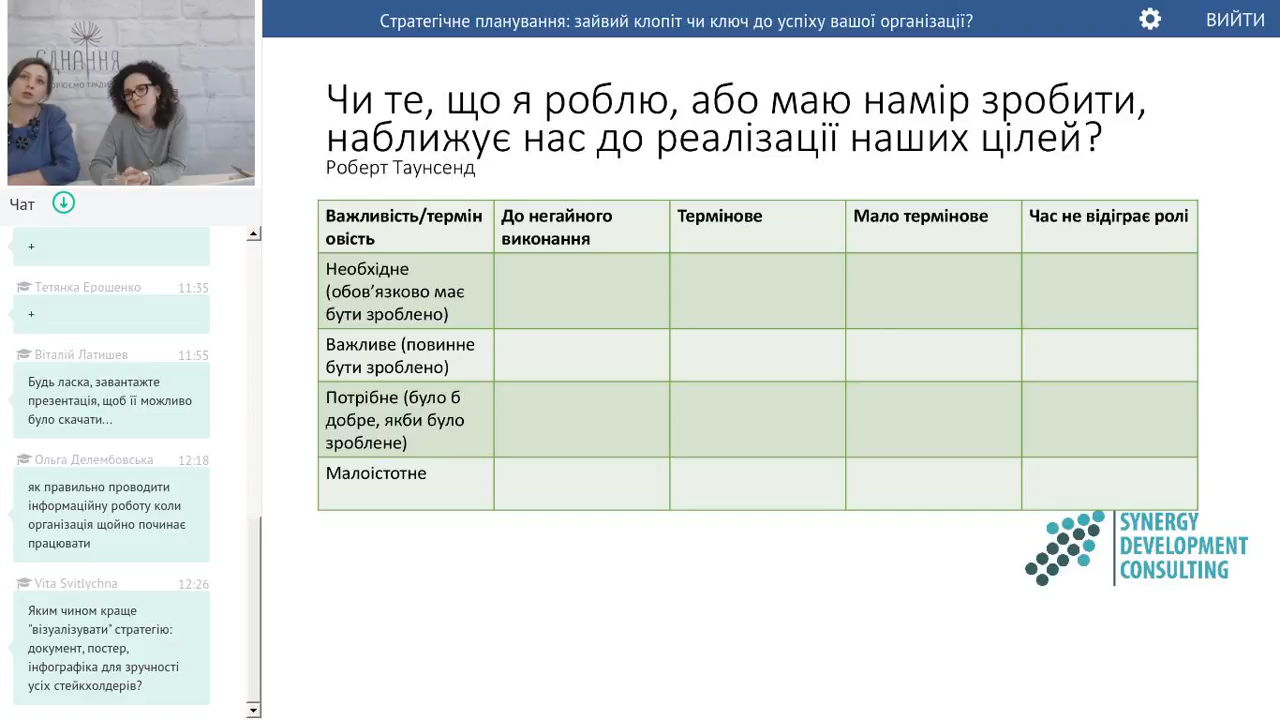 Стратегічне планування: зайвий клопіт чи ключ до успіху вашої організації?
ВИЙТИ
ЄДНАННЯ
Чат
+
Тетянка Ерошенко 11:35
+
Віталій Латишев 11:55
Будь ласка, завантажте
презентація, щоб її можливо
було скачати...
Ольга Делембовська 12:18
як правильно проводити
інформаційну роботу коли
організація щойно починає
працювати
Vita Svitlychna 12:26
Яким чином краще
"візуалізувати" стратегію:
документ, постер,
інфографіка для зручності
усіх стейкхолдерів?
Чи те, що я роблю, або маю намір зробити,
наближує нас до реалізації наших цілей?
Роберт Таунсенд
Важливість/термін
овість
До негайного
виконання
Термінове
Мало термінове
Час не відіграє ролі
Необхідне
(обов’язково має
бути зроблено)
Важливе (повинне
бути зроблено)
Потрібне (було б
добре, якби було
зроблене)
Малоістотне
SYNERGY
DEVELOPMENT
CONSULTING